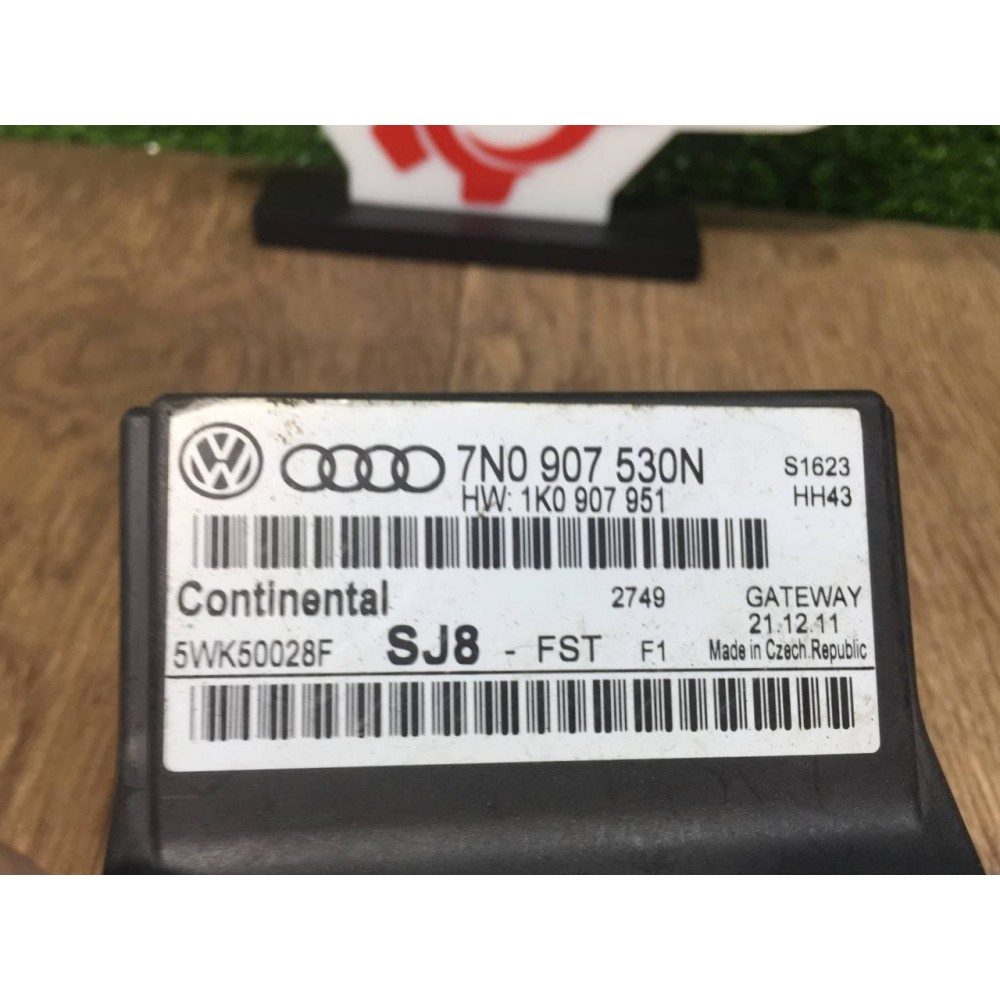 7N0 907 530N
S1623
HW: 1K0 907 951
HH43
Continental
2749
GATEWAY
21.12.11
5WK50028F
SJ8 - FST F1
Made in Czech Republic